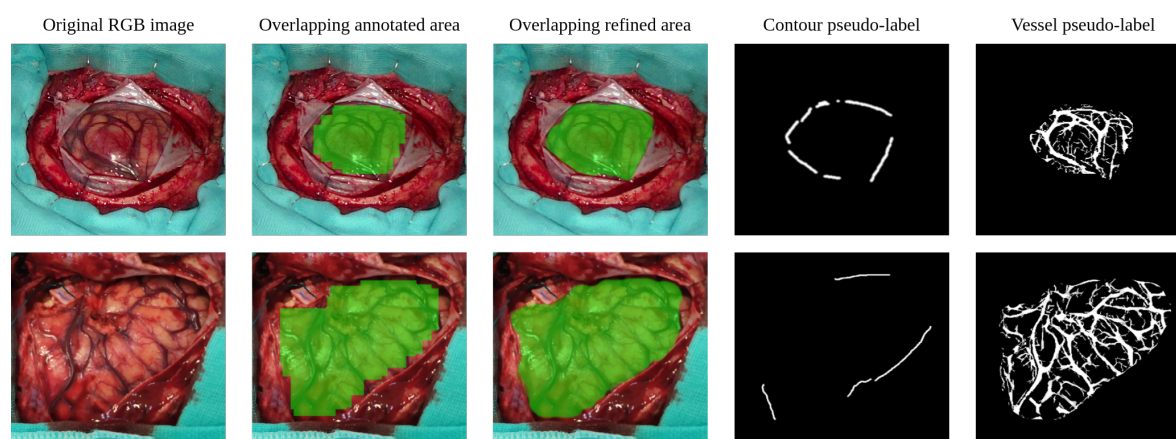 Original RGB image
Overlapping annotated area
Overlapping refined area
Contour pseudo-label
Vessel pseudo-label